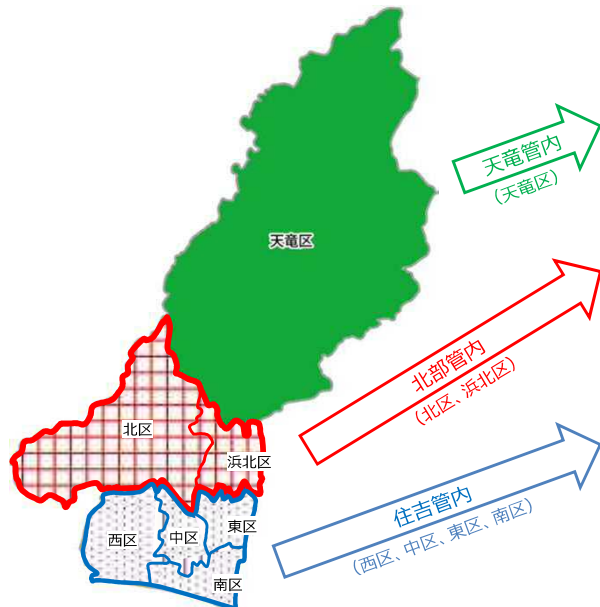 天竜管内
(天竜区)
天竜区
北部管内
(北区、浜北区)
北区
浜北区
住吉管内
(西区、中区、東区、南区)
東区
中区
西区
南区